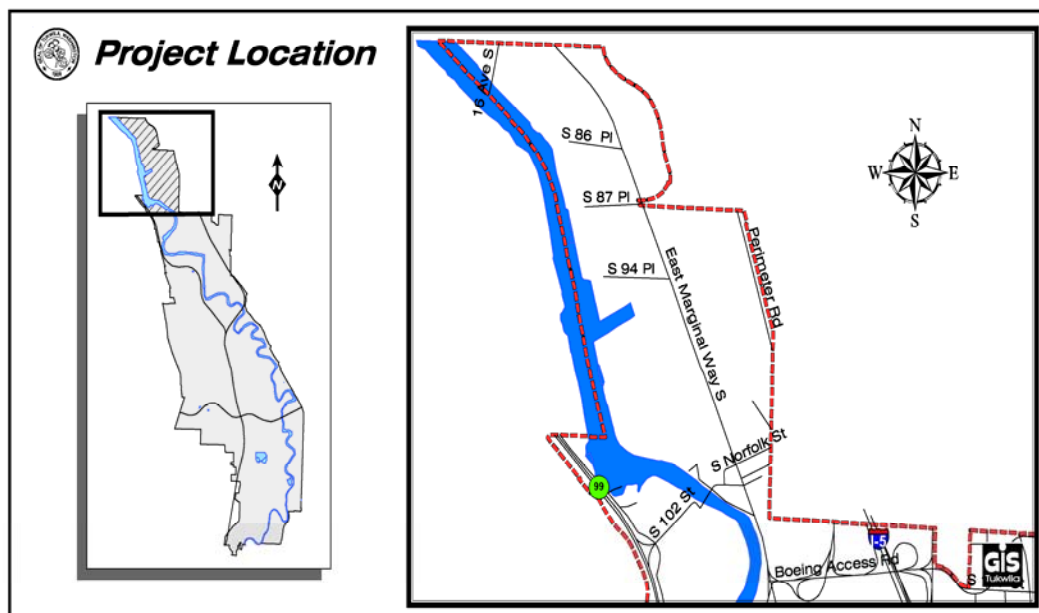 Project Location
N
16 Ave S
S 86 Pl
S 87 Pl
S 94 Pl
East Marginal Way S
Perimeter Rd
N
W E
S
S Norfolk St
99
S 102 St
I-5
Boeing Access Rd
GIS
Tukwila